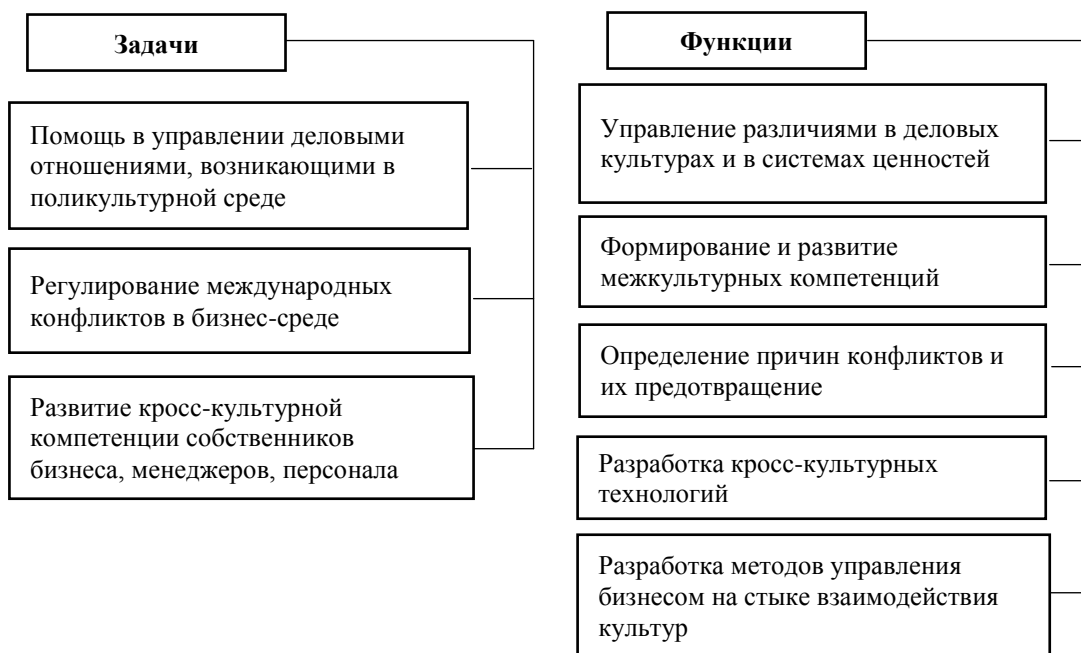 Задачи
Помощь в управлении деловыми
отношениями, возникающими в
поликультурной среде
Регулирование международных
конфликтов в бизнес-среде
Развитие кросс-культурной
компетенции собственников
бизнеса, менеджеров, персонала
Функции
Управление различиями в деловых
культурах и в системах ценностей
Формирование и развитие
межкультурных компетенций
Определение причин конфликтов и
их предотвращение
Разработка кросс-культурных
технологий
Разработка методов управления
бизнесом на стыке взаимодействия
культур